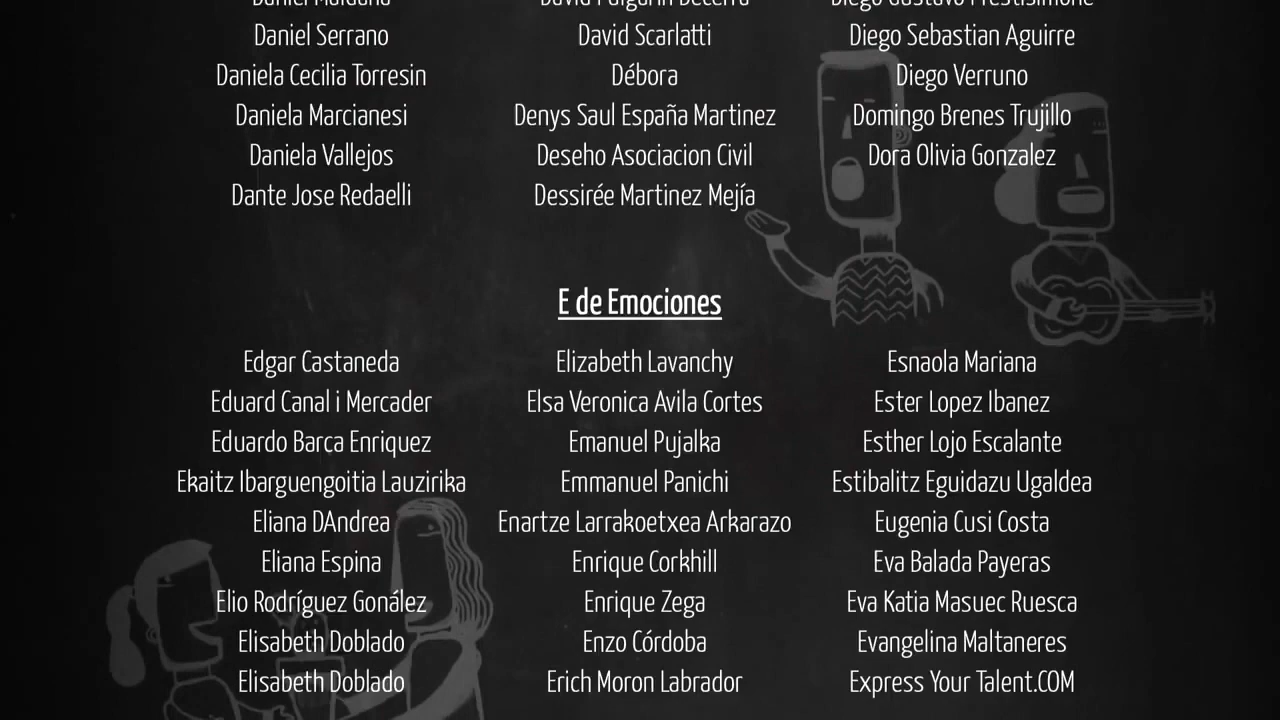 Daniel Serrano
Daniela Cecilia Torresin
Daniela Marcianesi
Daniela Vallejos
Dante Jose Redaelli
David Scarlatti
Débora
Denys Saul España Martinez
Deseho Asociacion Civil
Dessirée Martinez Mejía
Diego Sebastian Aguirre
Diego Verruno
Domingo Brenes Trujillo
Dora Olivia Gonzalez
E de Emociones
Edgar Castaneda
Eduard Canal i Mercader
Eduardo Barca Enriquez
Ekaitz Ibarguengoitia Lauzirika
Eliana DAndrea
Eliana Espina
Elio Rodríguez Gonález
Elisabeth Doblado
Elisabeth Doblado
Elizabeth Lavanchy
Elsa Veronica Avila Cortes
Emanuel Pujalka
Emmanuel Panichi
Enartze Larrakoetxea Arkarazo
Enrique Corkhill
Enrique Zega
Enzo Córdoba
Erich Moron Labrador
Esnaola Mariana
Ester Lopez Ibanez
Esther Lojo Escalante
Estibalitz Eguidazu Ugaldea
Eugenia Cusi Costa
Eva Balada Payeras
Eva Katia Masuec Ruesca
Evangelina Maltaneres
Express Your Talent.COM